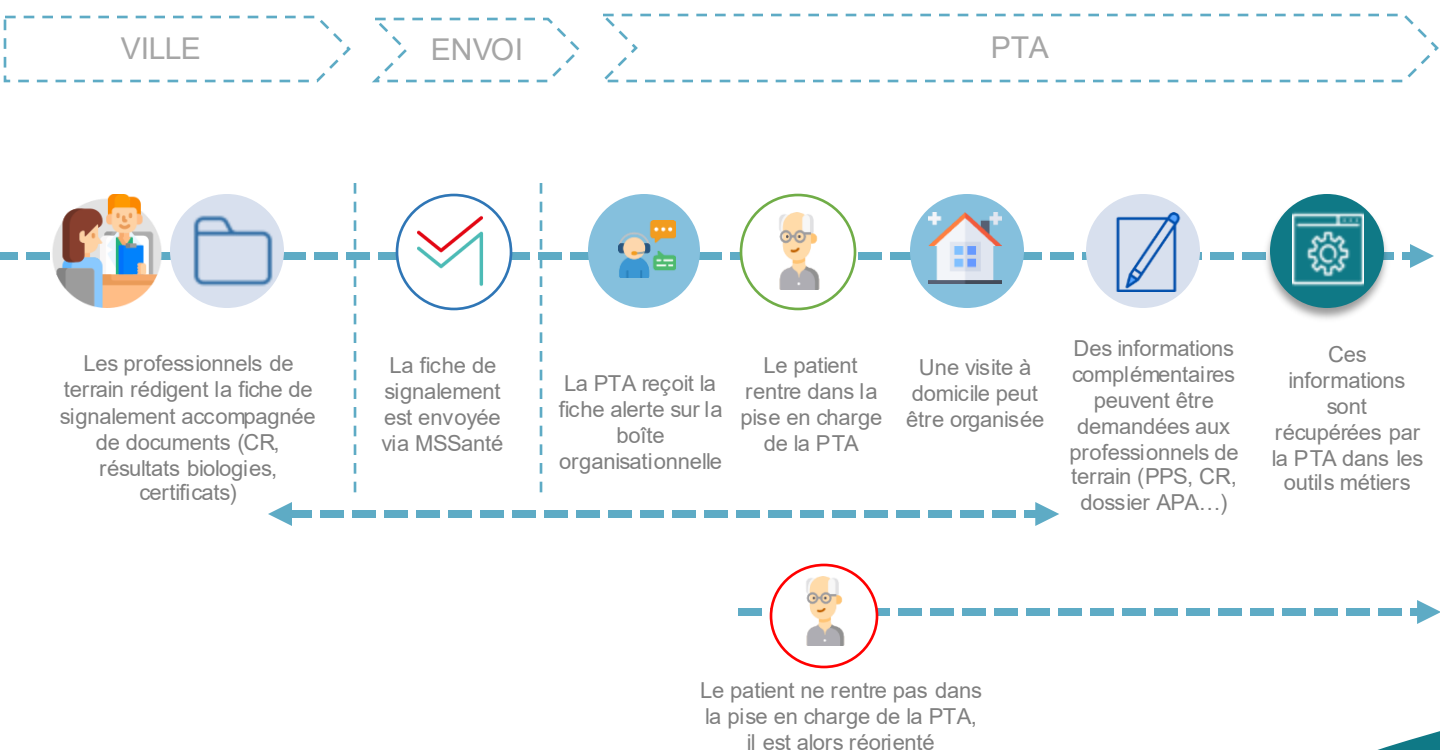 VILLE
ENVOI
PTA
Les professionnels de
terrain rédigent la fiche de
signalement accompagnée
de documents (CR,
résultats biologies,
certificats)
La fiche de
signalement
est envoyée
via MSSanté
La PTA reçoit la
fiche alerte sur la
boîte
organisationnelle
Le patient
rentre dans la
pise en charge
de la PTA
Une visite à
domicile peut
être organisée
Des informations
complémentaires
peuvent être
demandées aux
professionnels de
terrain (PPS, CR,
dossier APA…)
Ces
informations
sont
récupérées par
la PTA dans les
outils métiers
Le patient ne rentre pas dans
la pise en charge de la PTA,
il est alors réorienté